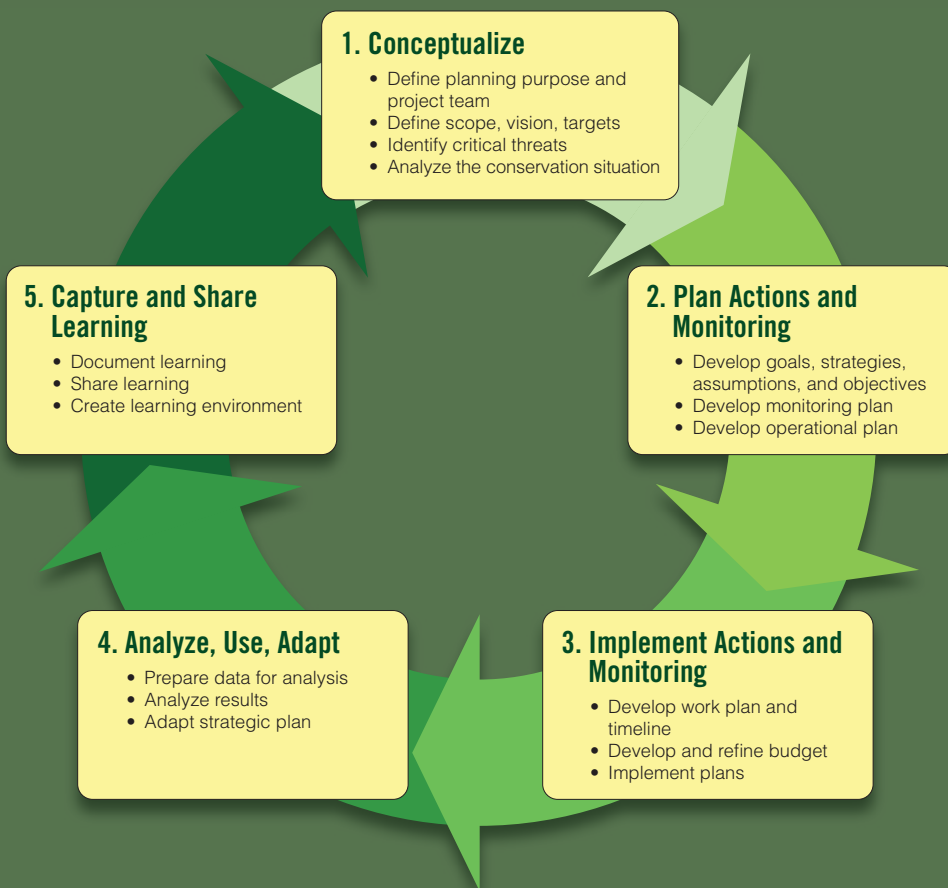 1. Conceptualize
• Define planning purpose and
project team
• Define scope, vision, targets
• Identify critical threats
• Analyze the conservation situation
2. Plan Actions and
Monitoring
• Develop goals, strategies,
assumptions, and objectives
• Develop monitoring plan
• Develop operational plan
3. Implement Actions and
Monitoring
• Develop work plan and
timeline
• Develop and refine budget
• Implement plans
4. Analyze, Use, Adapt
• Prepare data for analysis
• Analyze results
• Adapt strategic plan
5. Capture and Share
Learning
• Document learning
• Share learning
• Create learning environment